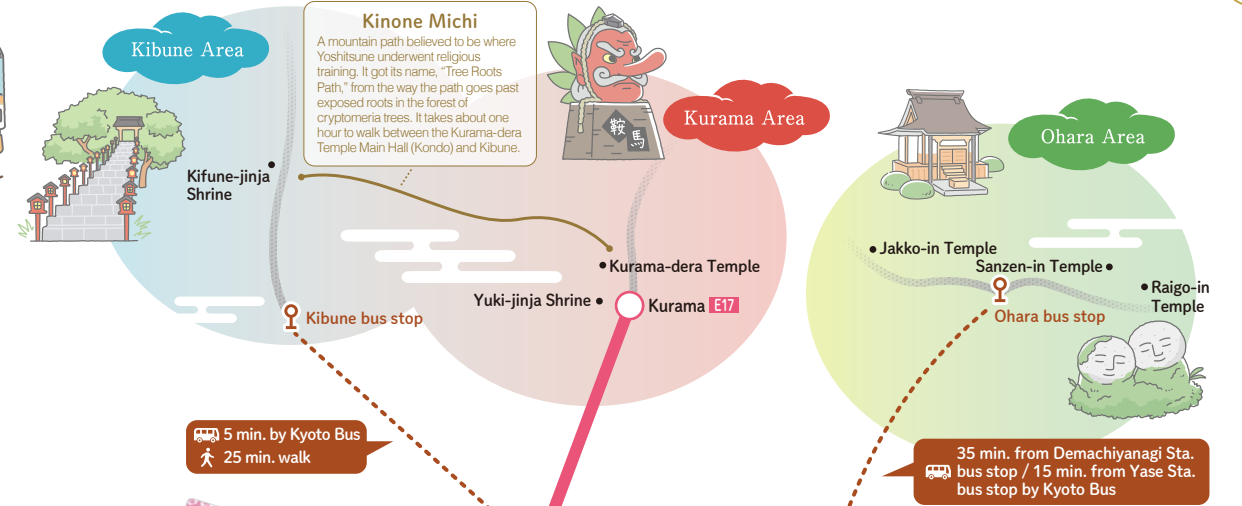 Kibune Area
Kinone Michi
A mountain path believed to be where
Yoshitsune underwent religious
training. It got its name, “Tree Roots
Path,” from the way the path goes past
exposed roots in the forest of
cryptomeria trees. It takes about one
hour to walk between the Kurama-dera
Temple Main Hall (Kondo) and Kibune.
鞍
馬
Kurama Area
Ohara Area
Kifune-jinja
Shrine
Kurama-dera Temple
Yuki-jinja Shrine
Kurama E17
Kibune bus stop
Jakko-in Temple
Sanzen-in Temple
Raigo-in
Temple
Ohara bus stop
5 min. by Kyoto Bus
25 min. walk
35 min. from Demachiyanagi Sta.
bus stop / 15 min. from Yase Sta.
bus stop by Kyoto Bus